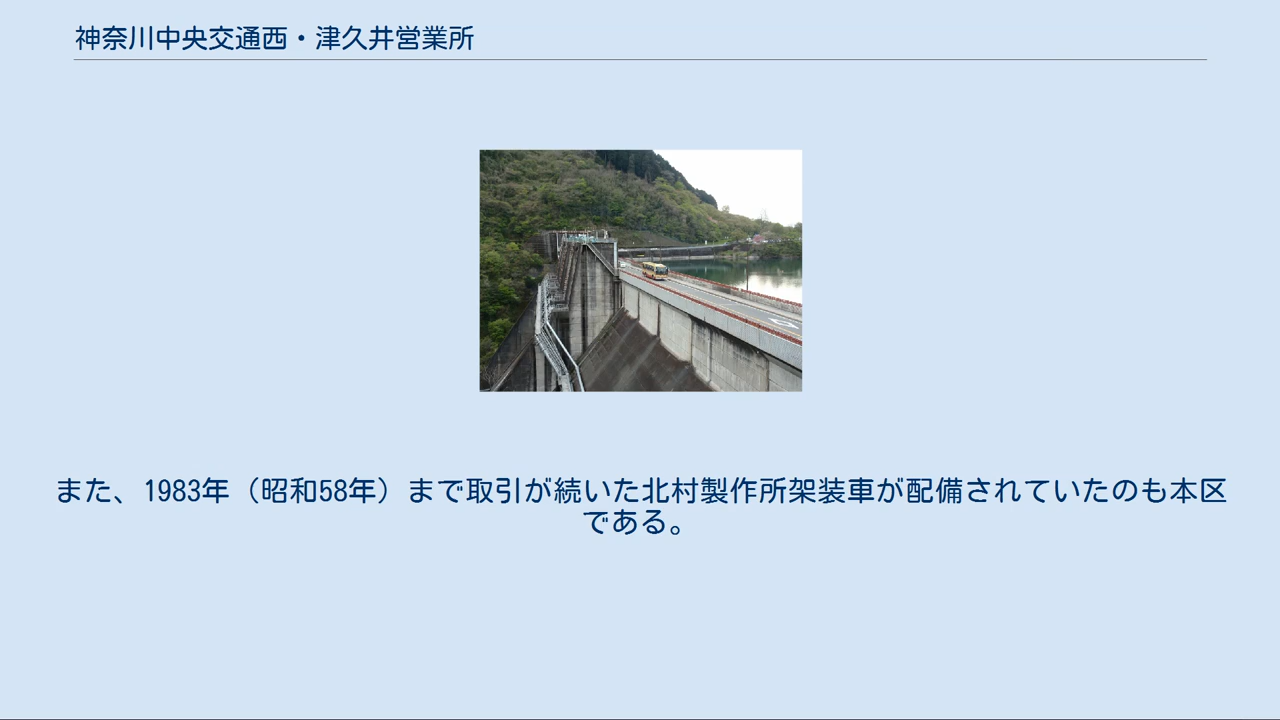 神奈川中央交通西・津久井営業所
また、1983年（昭和58年）まで取引が続いた北村製作所架装車が配備されていたのも本区
である。